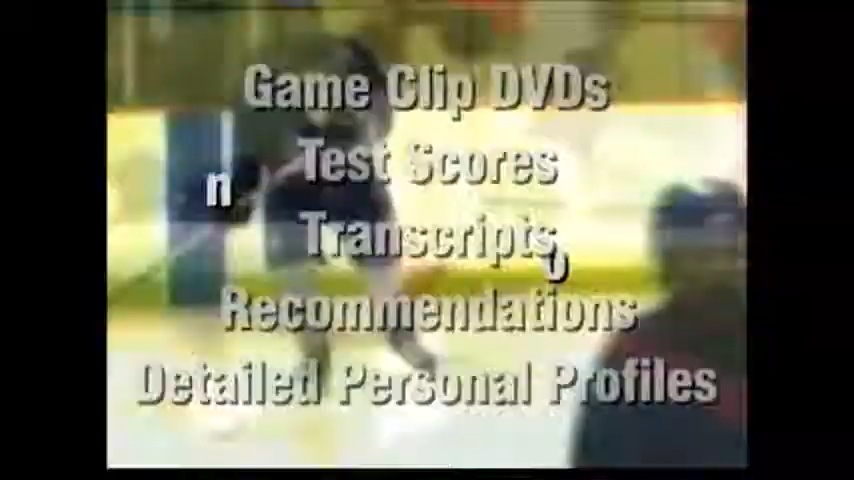 Game Clip DVDs
Test Scores
n
Transcripts
o
Recommendations
Detailed Personal Profiles